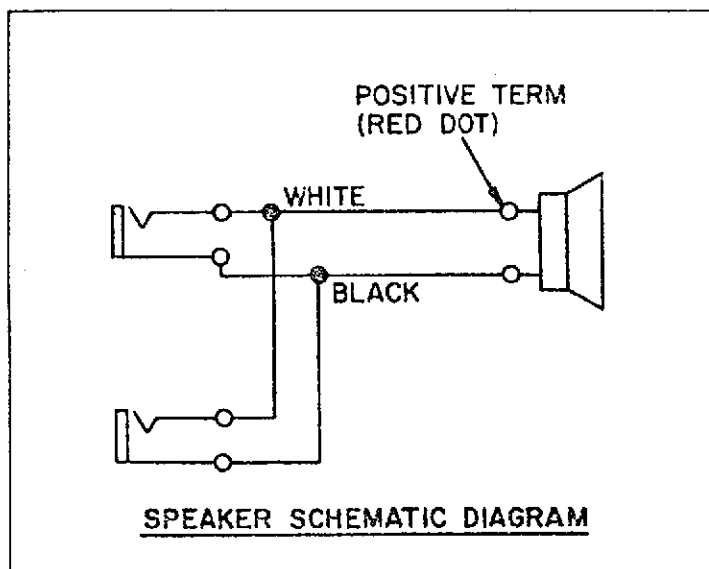 POSITIVE TERM
(RED DOT)
WHITE
BLACK
SPEAKER SCHEMATIC DIAGRAM